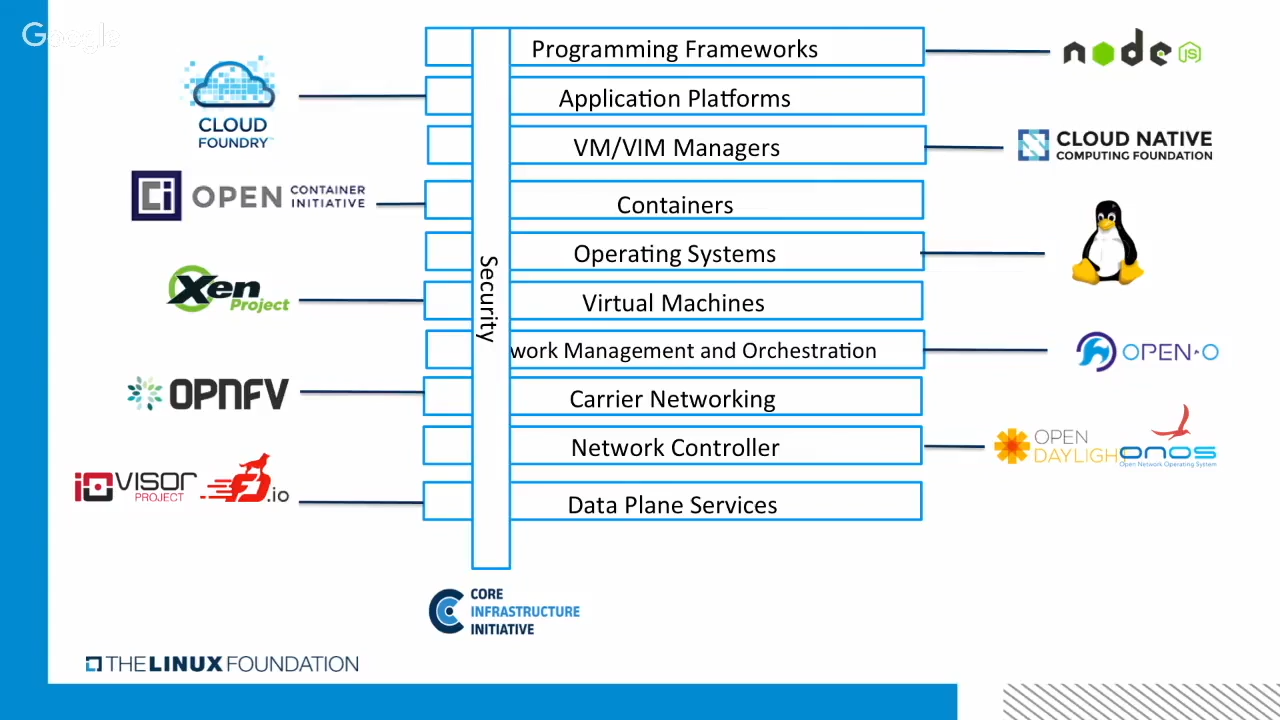 Google
Programming Frameworks
node
JS
Application Platforms
CLOUD
FOUNDRY
VM/VIM Managers
CLOUD NATIVE
COMPUTING FOUNDATION
Ci OPEN CONTAINER
INITIATIVE
Containers
Operating Systems
Security
Xen
Project
Virtual Machines
work Management and Orchestration
OPEN-O
OPNFV
Carrier Networking
Network Controller
OPEN
DAYLIGH
onos
Open Network Operating System
iOVISOR
PROJECT
F.io
Data Plane Services
CORE
INFRASTRUCTURE
INITIATIVE
THE LINUX FOUNDATION